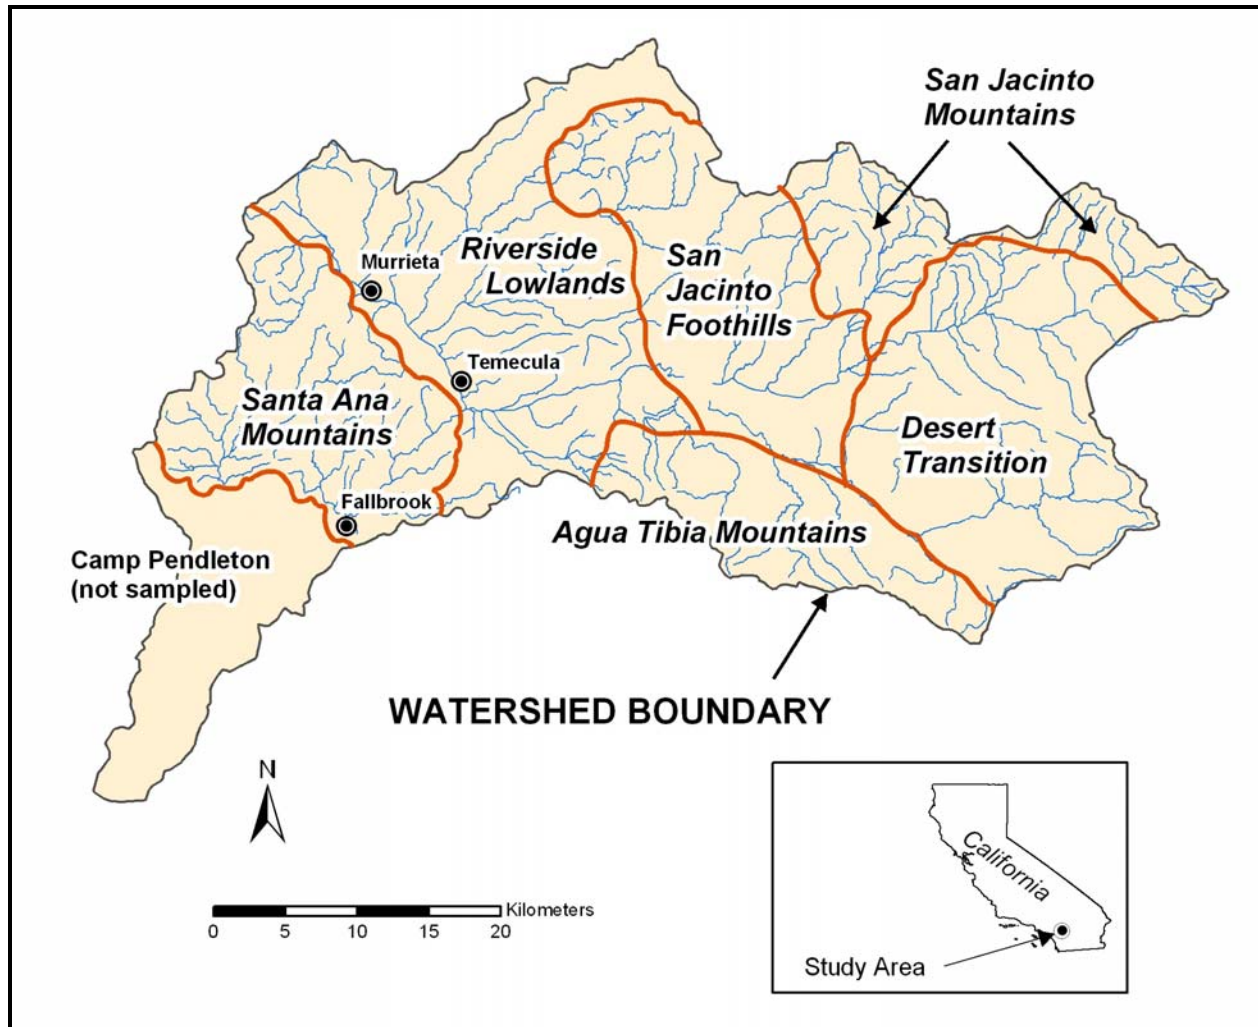 San Jacinto
Mountains
Riverside
Lowlands
San
Jacinto
Foothills
Murrieta
Temecula
Santa Ana
Mountains
Desert
Transition
Fallbrook
Agua Tibia Mountains
Camp Pendleton
(not sampled)
WATERSHED BOUNDARY
N
Kilometers
0 5 10 15 20
California
Study Area